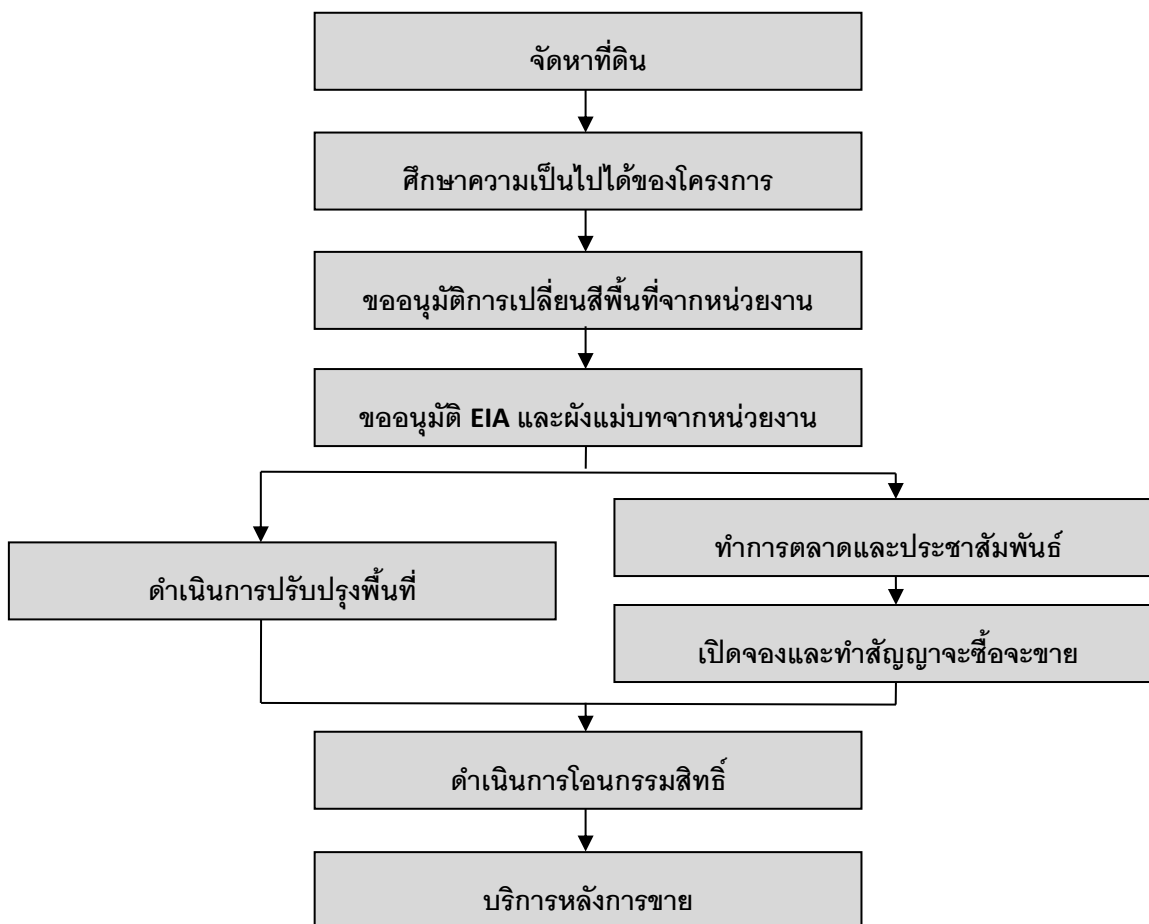 จัดหาที่ดิน
ศึกษาความเป็นไปได้ของโครงการ
ขออนุมัติการเปลี่ยนสีพื้นที่จากหน่วยงาน
ขออนุมัติ EIA และผังแม่บทจากหน่วยงาน
ทำการตลาดและประชาสัมพันธ์
ดำเนินการปรับปรุงพื้นที่
เปิดจองและทำสัญญาจะซื้อจะขาย
ดำเนินการโอนกรรมสิทธิ์
บริการหลังการขาย